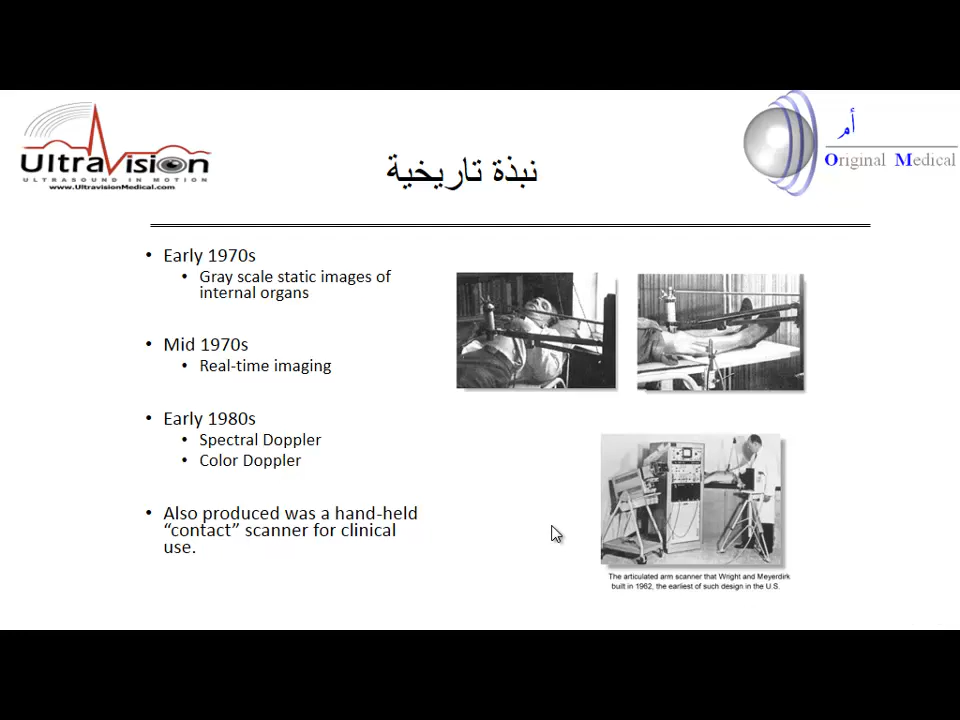 UltraVision
ULTRASOUND IN MOTION
www.UltravisionMedical.com
أم
Original Medical
نبذة تاريخية
• Early 1970s
• Gray scale static images of
internal organs
• Mid 1970s
• Real-time imaging
• Early 1980s
• Spectral Doppler
• Color Doppler
• Also produced was a hand-held
“contact” scanner for clinical
use.
The articulated arm scanner that Wright and Meyerdirk
built in 1962, the earliest of such design in the U.S.